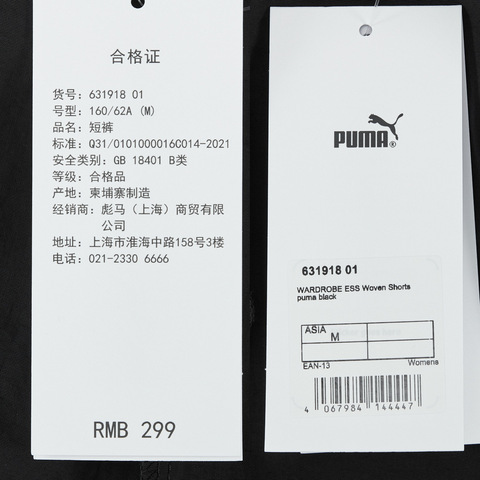 合格证
货号：631918 01
号型：160/62A (M)
品名：短裤
标准：Q31/0101000016C014-2021
安全类别：GB 18401 B类
等级：合格品
产地：柬埔寨制造
经销商：彪马（上海）商贸有限
公司
地址：上海市淮海中路158号3楼
电话：021-2330 6666
RMB 299
PUMA®
631918 01
WARDROBE ESS Woven Shorts
puma black
ASIA
M
EAN-13
Womens
4 067984 144447